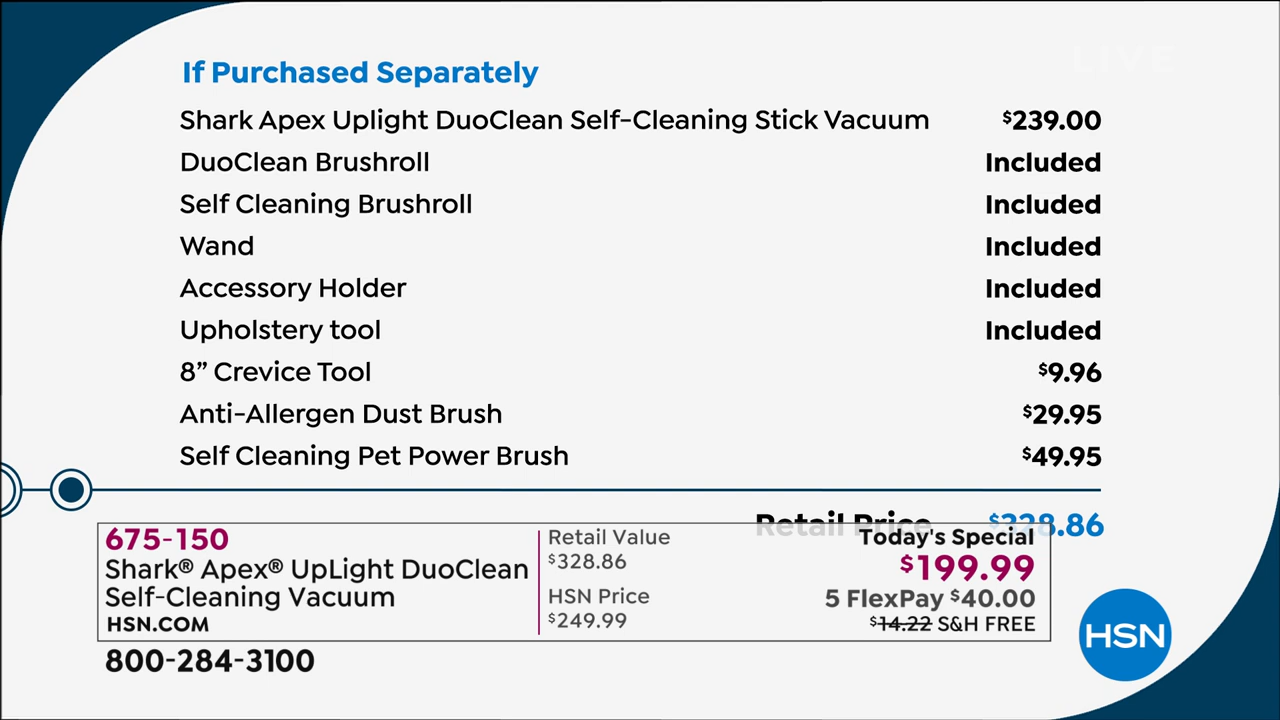 LIVE
If Purchased Separately
Shark Apex Uplight DuoClean Self-Cleaning Stick Vacuum $239.00
DuoClean Brushroll Included
Self Cleaning Brushroll Included
Wand Included
Accessory Holder Included
Upholstery tool Included
8” Crevice Tool $9.96
Anti-Allergen Dust Brush $29.95
Self Cleaning Pet Power Brush $49.95
Retail Price $328.86
675-150
Shark® Apex® UpLight DuoClean
Self-Cleaning Vacuum
HSN.COM
Retail Value
$328.86
HSN Price
$249.99
Today's Special
$199.99
5 FlexPay $40.00
$14.22 S&H FREE
800-284-3100
HSN